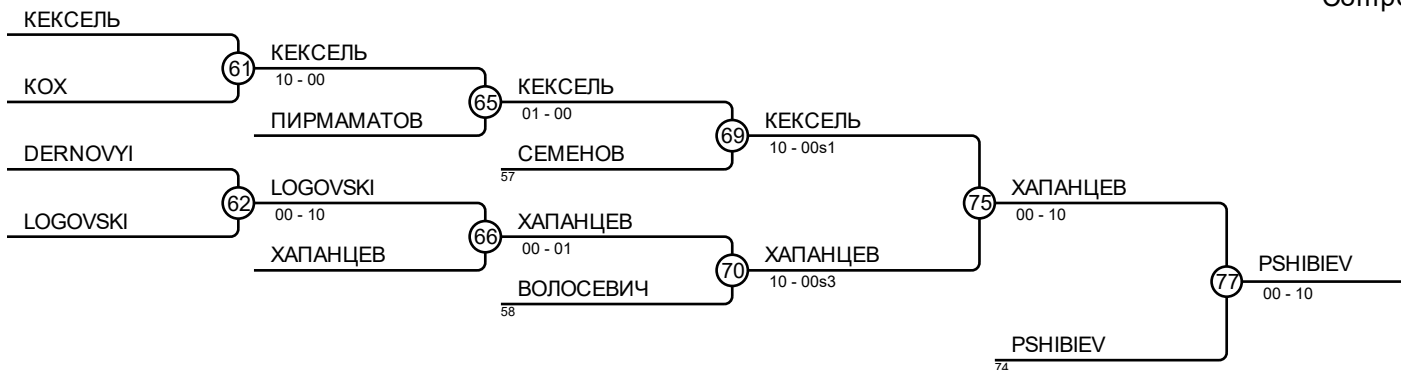 Compe
КЕКСЕЛЬ
61
КЕКСЕЛЬ
10 - 00
КОХ
65
КЕКСЕЛЬ
01 - 00
ПИРМАМАТОВ
69
КЕКСЕЛЬ
10 - 00s1
DERNOVYI
СЕМЕНОВ
57
62
LOGOVSKI
00 - 10
75
ХАПАНЦЕВ
00 - 10
LOGOVSKI
66
ХАПАНЦЕВ
00 - 01
ХАПАНЦЕВ
70
ХАПАНЦЕВ
10 - 00s3
77
PSHIBIEV
00 - 10
ВОЛОСЕВИЧ
58
PSHIBIEV
74